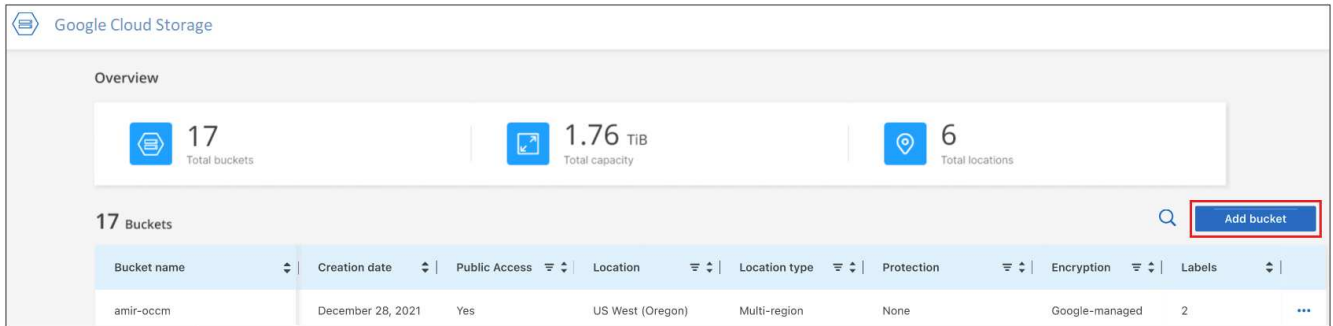 Google Cloud Storage
Overview
17 1.76 TiB 6
Total buckets Total capacity Total locations
17 Buckets Add bucket
Bucket name Creation date Public Access Location Location type Protection Encryption Labels
amir-occm December 28, 2021 Yes US West (Oregon) Multi-region None Google-managed 2